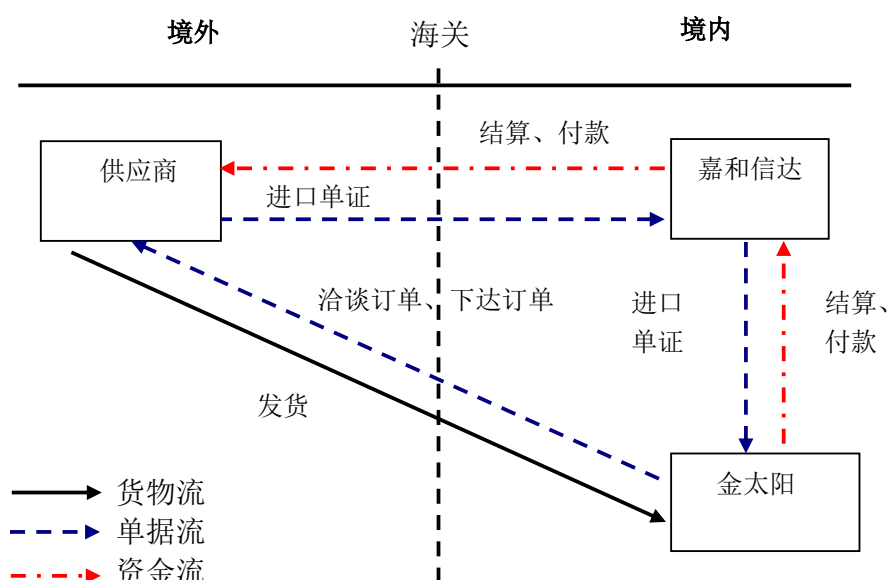 境外
海关
境内
结算、付款
供应商
嘉和信达
进口单证
洽谈订单、下达订单
进口
单证
结算、
付款
发货
金太阳
货物流
单据流
资金流